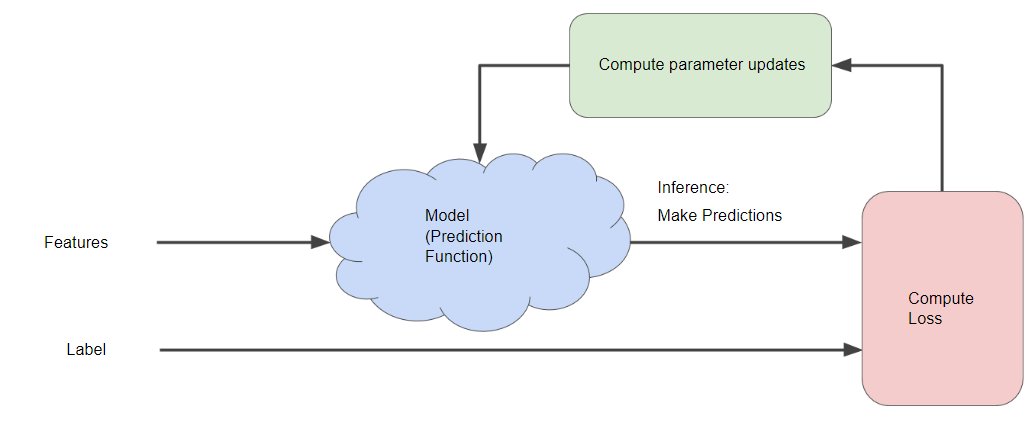 Compute parameter updates
Inference:
Make Predictions
Model
(Prediction
Function)
Features
Compute
Loss
Label